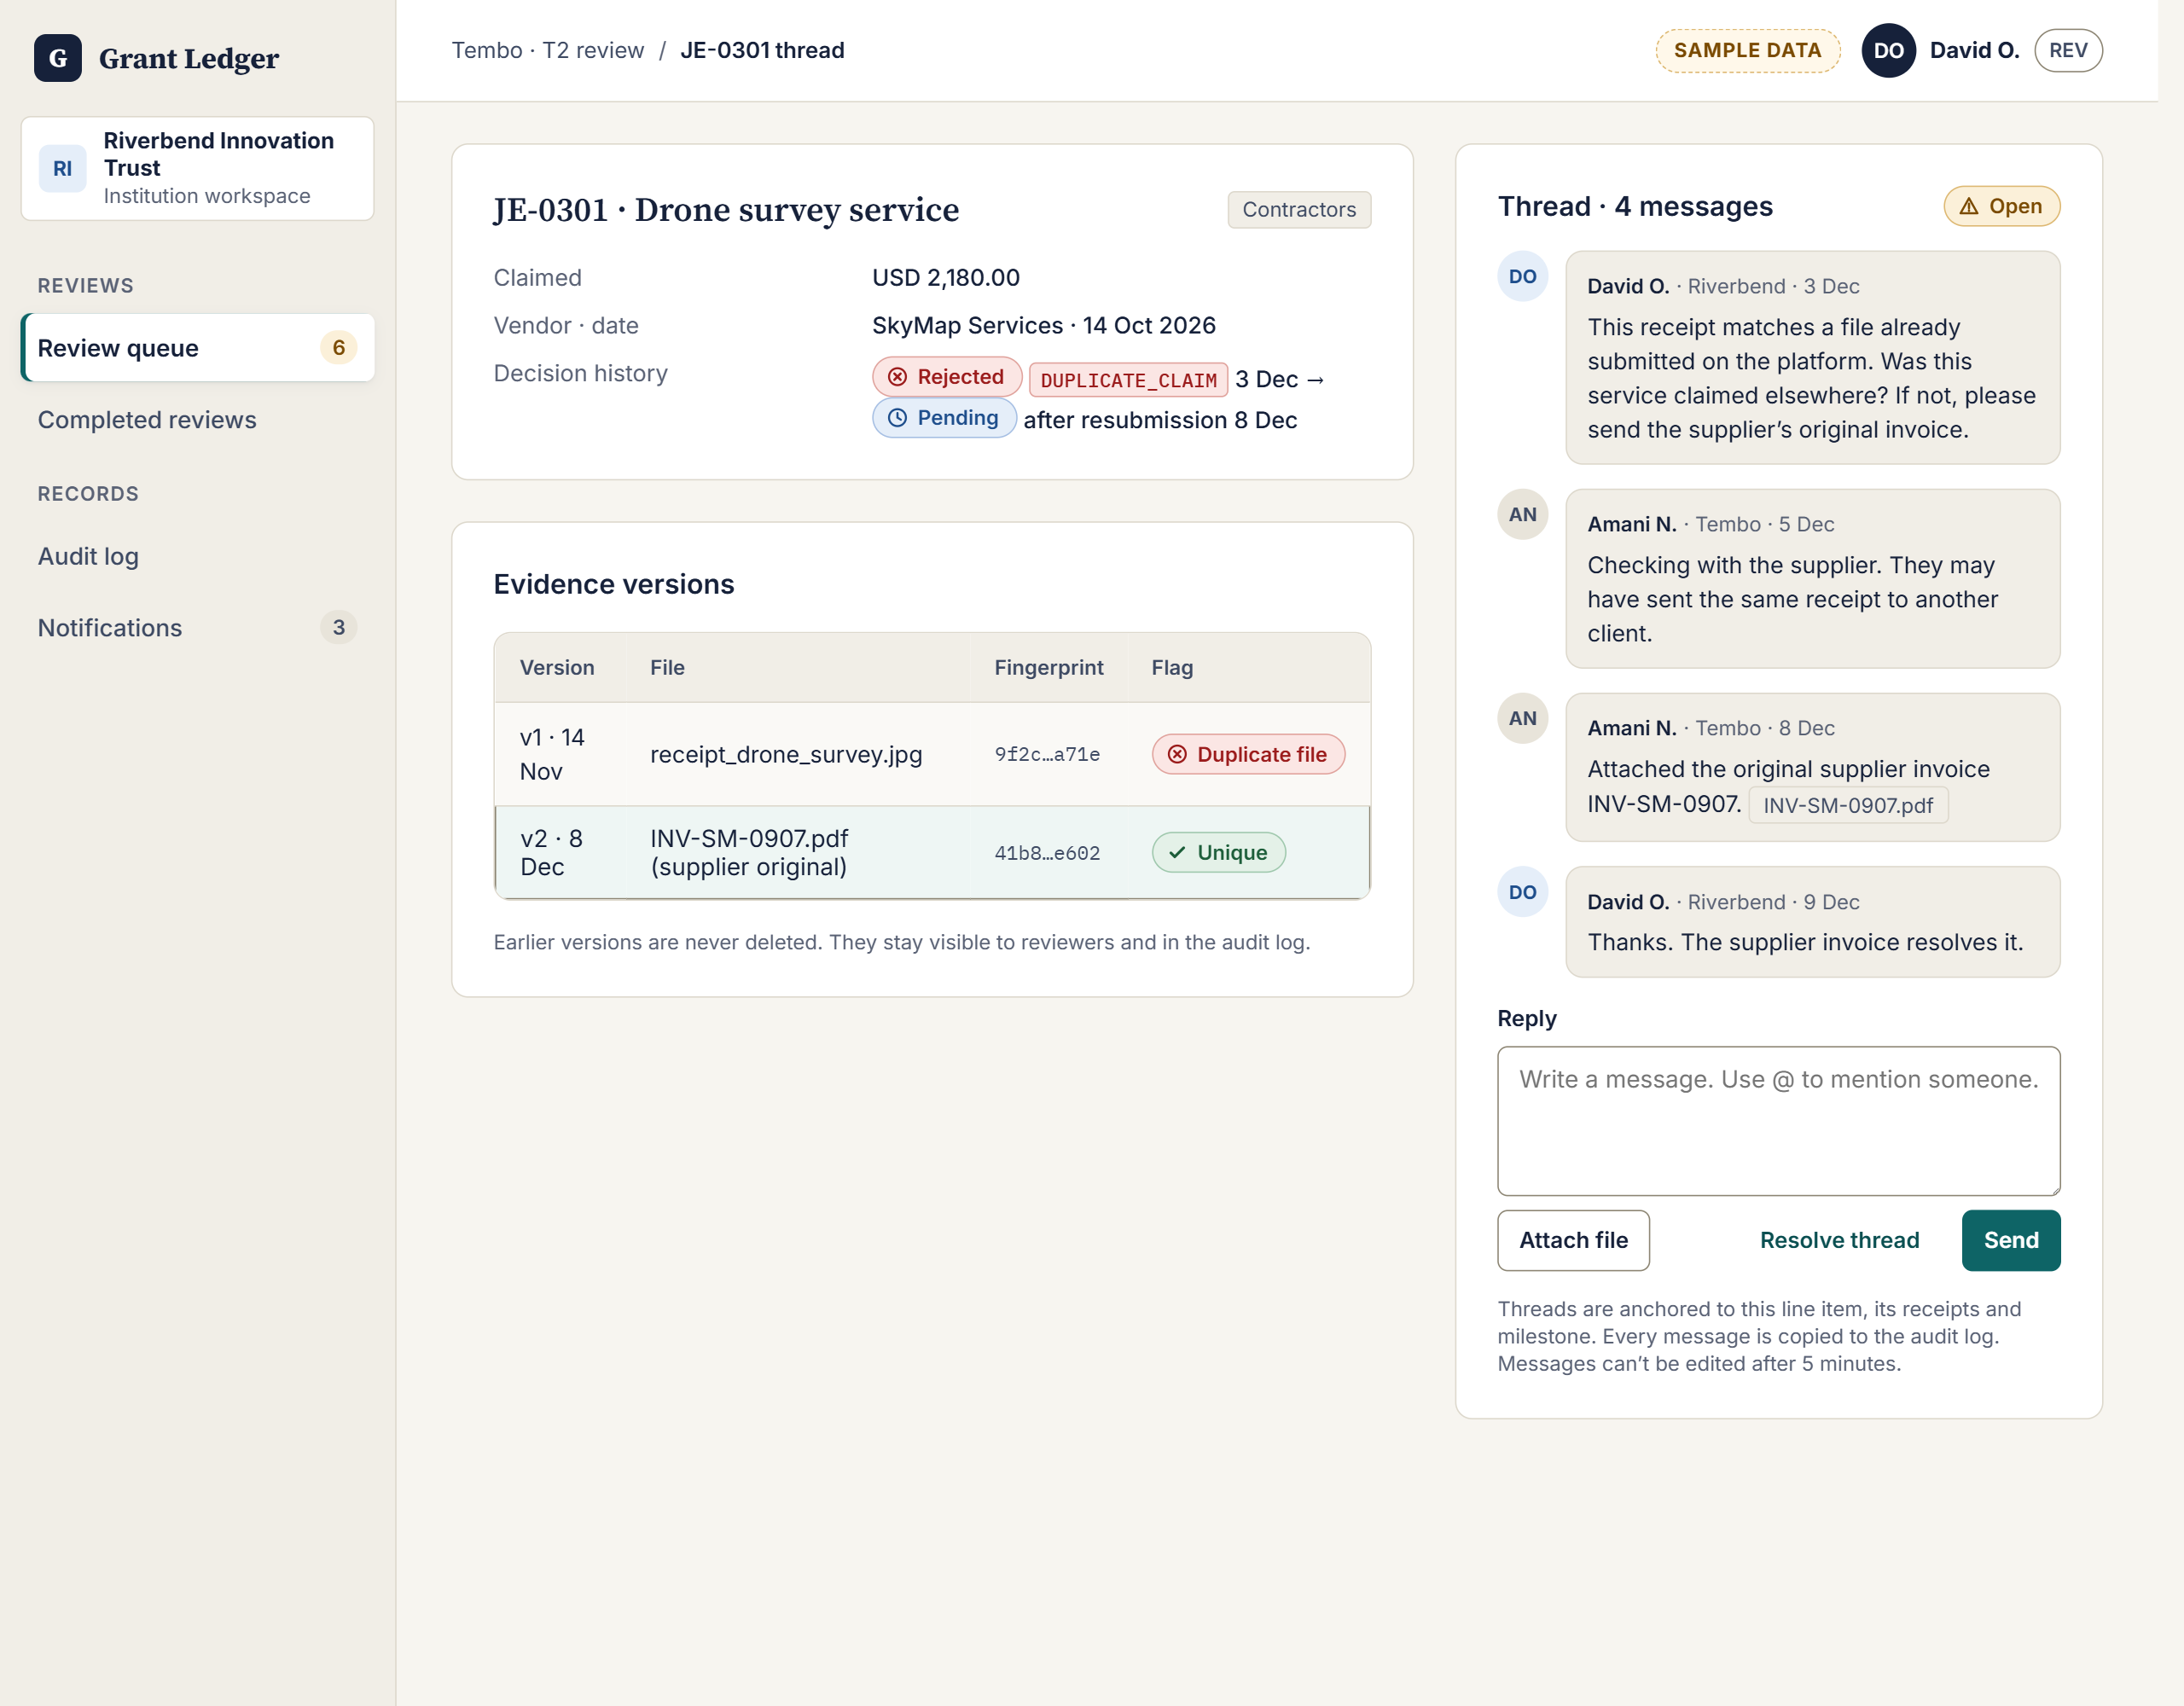 G Grant Ledger
RI
Riverbend Innovation
Trust
Institution workspace
REVIEWS
Review queue 6
Completed reviews
RECORDS
Audit log
Notifications 3
Tembo · T2 review / JE-0301 thread
SAMPLE DATA
DO David O. REV
JE-0301 · Drone survey service
Contractors
Claimed USD 2,180.00
Vendor · date SkyMap Services · 14 Oct 2026
Decision history Rejected DUPLICATE_CLAIM 3 Dec →
Pending after resubmission 8 Dec
Evidence versions
Version File Fingerprint Flag
v1 · 14
Nov
receipt_drone_survey.jpg
9f2c…a71e
Duplicate file
v2 · 8
Dec
INV-SM-0907.pdf
(supplier original)
41b8…e602
Unique
Earlier versions are never deleted. They stay visible to reviewers and in the audit log.
Thread · 4 messages
Open
DO
David O. · Riverbend · 3 Dec
This receipt matches a file already
submitted on the platform. Was this
service claimed elsewhere? If not, please
send the supplier’s original invoice.
AN
Amani N. · Tembo · 5 Dec
Checking with the supplier. They may
have sent the same receipt to another
client.
AN
Amani N. · Tembo · 8 Dec
Attached the original supplier invoice
INV-SM-0907. INV-SM-0907.pdf
DO
David O. · Riverbend · 9 Dec
Thanks. The supplier invoice resolves it.
Reply
Write a message. Use @ to mention someone.
Attach file Resolve thread Send
Threads are anchored to this line item, its receipts and
milestone. Every message is copied to the audit log.
Messages can’t be edited after 5 minutes.